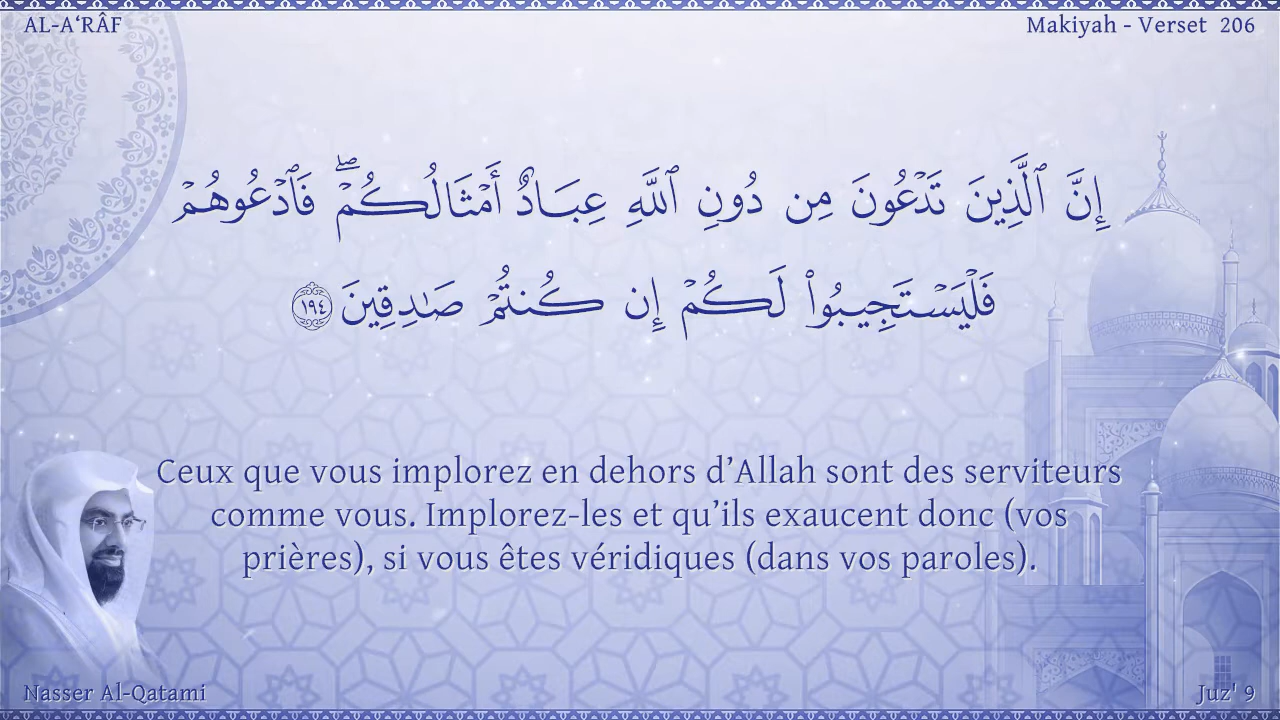 AL-A‘RÂF
Makiyah - Verset 206
إِنَّ ٱلَّذِينَ تَدْعُونَ مِن دُونِ ٱللَّهِ عِبَادٌ أَمْثَالُكُمْ ۖ فَٱدْعُوهُمْ
فَلْيَسْتَجِيبُوا۟ لَكُمْ إِن كُنتُمْ صَـٰدِقِينَ ١٩٤
Ceux que vous implorez en dehors d’Allah sont des serviteurs
comme vous. Implorez-les et qu’ils exaucent donc (vos
prières), si vous êtes véridiques (dans vos paroles).
Nasser Al-Qatami
Juz' 9